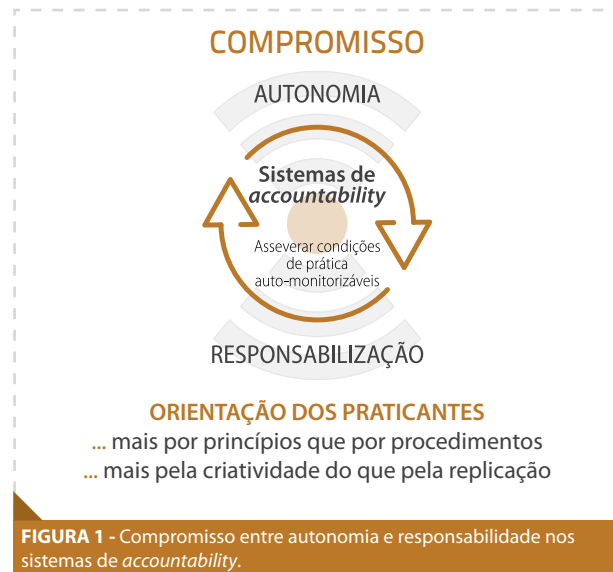 COMPROMISSO
AUTONOMIA
Sistemas de
accountability
Asseverar condições
de prática
auto-monitorizáveis
RESPONSABILIZAÇÃO
ORIENTAÇÃO DOS PRATICANTES
... mais por princípios que por procedimentos
... mais pela criatividade do que pela replicação
FIGURA 1 - Compromisso entre autonomia e responsabilidade nos
sistemas de accountability.